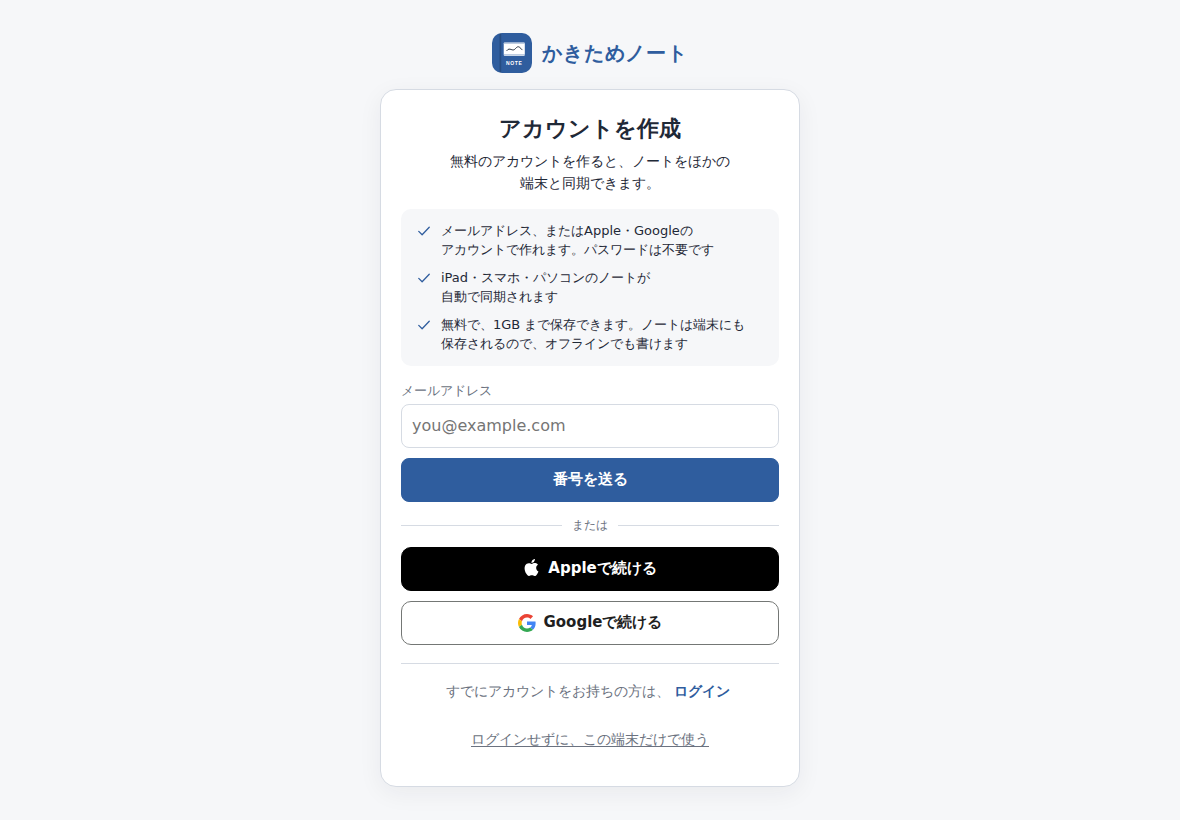 NOTE
かきためノート
アカウントを作成
無料のアカウントを作ると、ノートをほかの
端末と同期できます。
メールアドレス、またはApple・Googleの
アカウントで作れます。パスワードは不要です
iPad・スマホ・パソコンのノートが
自動で同期されます
無料で、1GB まで保存できます。ノートは端末にも
保存されるので、オフラインでも書けます
メールアドレス
you@example.com
番号を送る
または
Appleで続ける
Googleで続ける
すでにアカウントをお持ちの方は、 ログイン
ログインせずに、この端末だけで使う